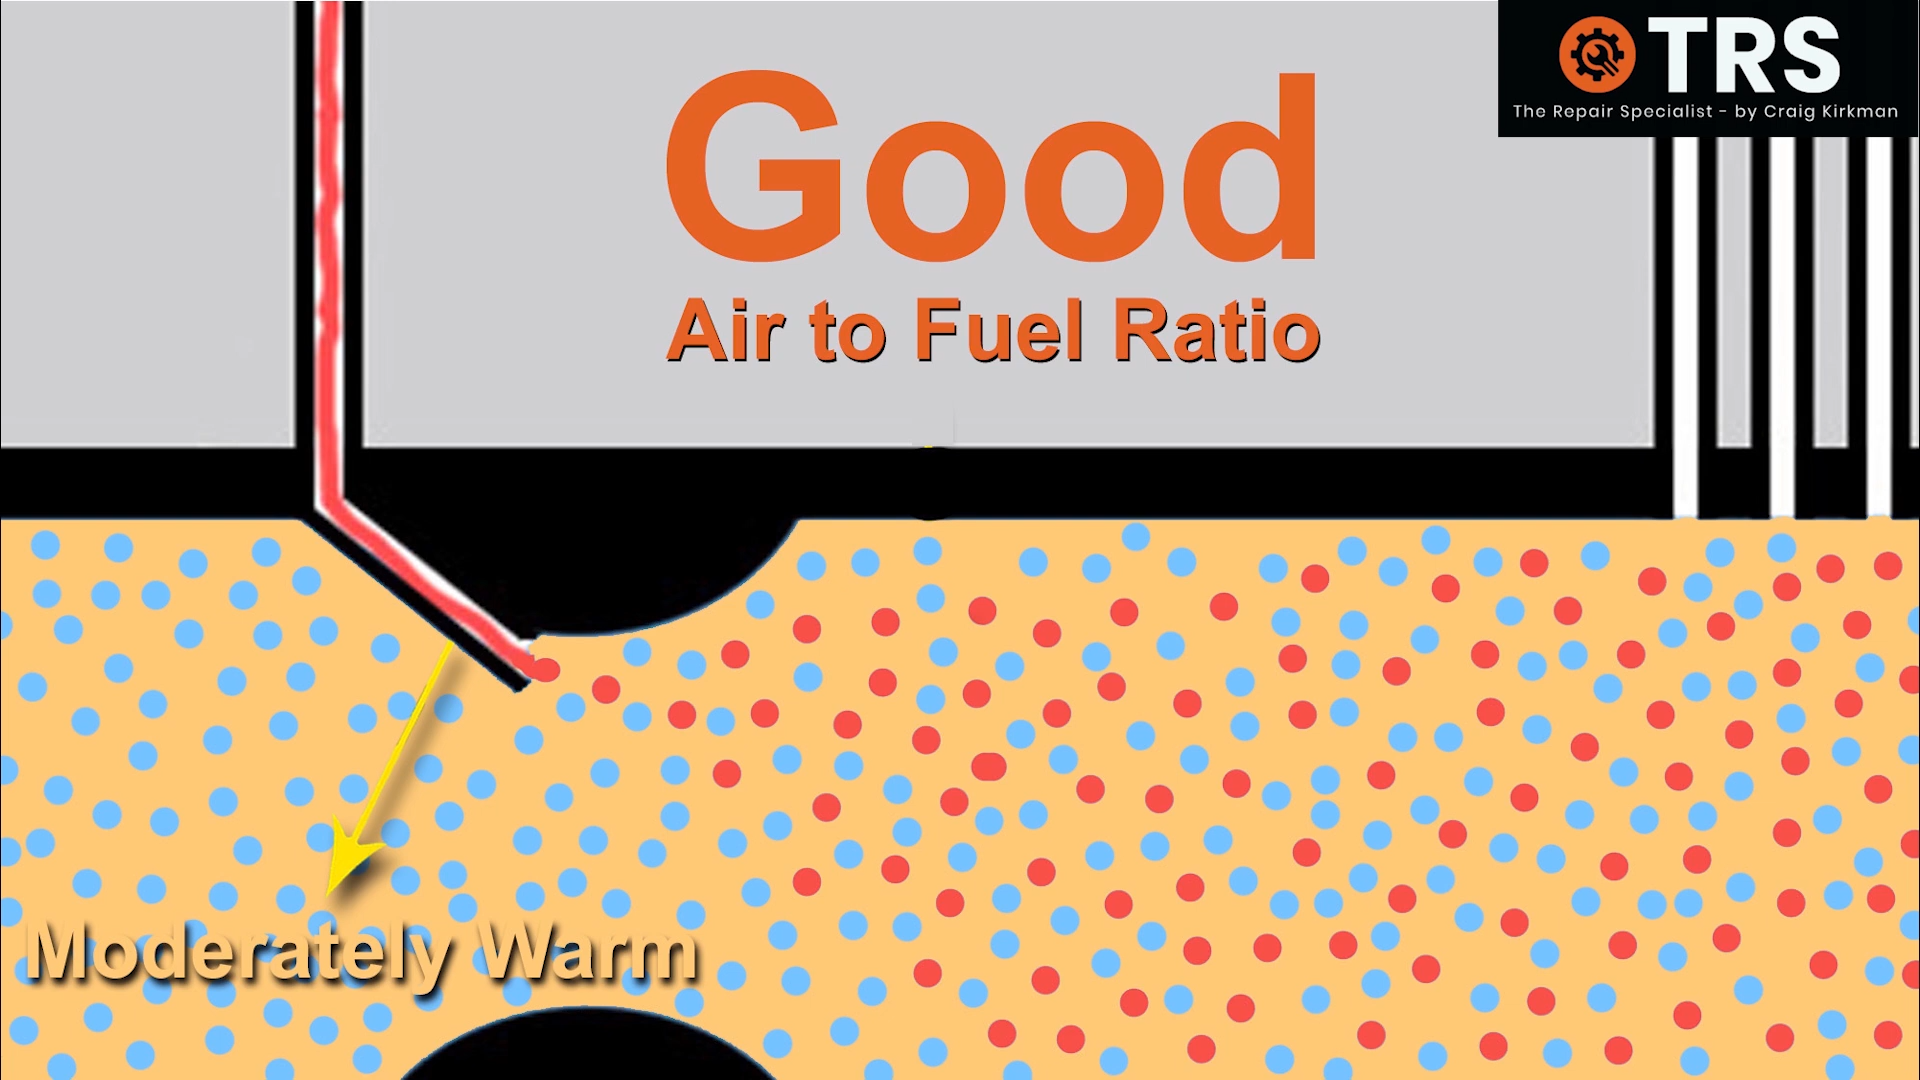 TRS
The Repair Specialist - by Craig Kirkman
Good
Air to Fuel Ratio
Moderately Warm